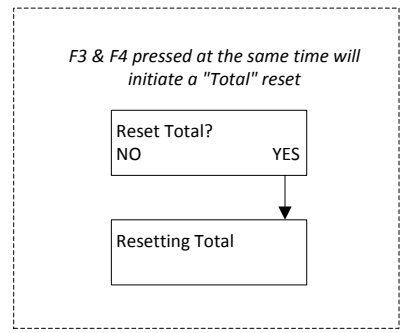 F3 & F4 pressed at the same time will
initiate a "Total" reset
Reset Total?
NO YES
Resetting Total